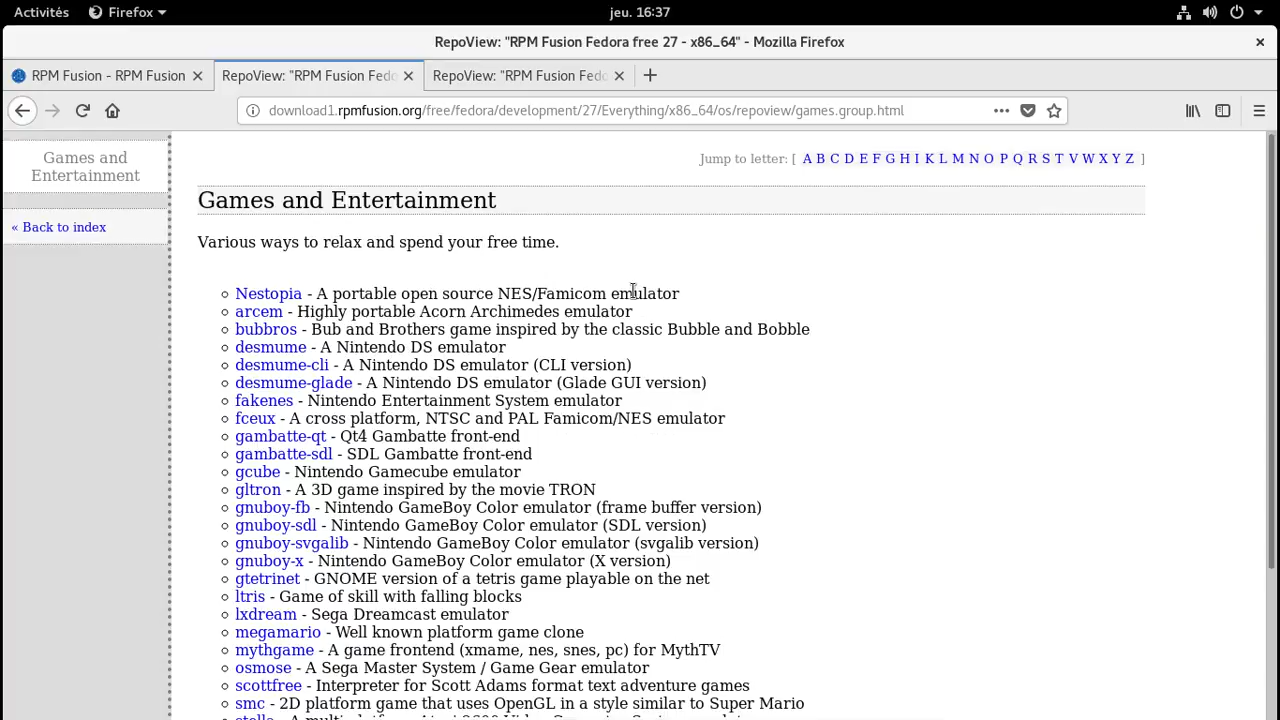 Activités Firefox jeu. 16:37
RepoView: "RPM Fusion Fedora free 27 - x86_64" - Mozilla Firefox
RPM Fusion - RPM Fusion RepoView: "RPM Fusion Fedo RepoView: "RPM Fusion Fedo
download1.rpmfusion.org/free/fedora/development/27/Everything/x86_64/os/repoview/games.group.html
Games and
Entertainment
« Back to index
Jump to letter: [ A B C D E F G H I K L M N O P Q R S T V W X Y Z ]
Games and Entertainment
Various ways to relax and spend your free time.
Nestopia - A portable open source NES/Famicom emulator
arcem - Highly portable Acorn Archimedes emulator
bubbros - Bub and Brothers game inspired by the classic Bubble and Bobble
desmume - A Nintendo DS emulator
desmume-cli - A Nintendo DS emulator (CLI version)
desmume-glade - A Nintendo DS emulator (Glade GUI version)
fakenes - Nintendo Entertainment System emulator
fceux - A cross platform, NTSC and PAL Famicom/NES emulator
gambatte-qt - Qt4 Gambatte front-end
gambatte-sdl - SDL Gambatte front-end
gcube - Nintendo Gamecube emulator
gltron - A 3D game inspired by the movie TRON
gnuboy-fb - Nintendo GameBoy Color emulator (frame buffer version)
gnuboy-sdl - Nintendo GameBoy Color emulator (SDL version)
gnuboy-svgalib - Nintendo GameBoy Color emulator (svgalib version)
gnuboy-x - Nintendo GameBoy Color emulator (X version)
gtetrinet - GNOME version of a tetris game playable on the net
ltris - Game of skill with falling blocks
lxdream - Sega Dreamcast emulator
megamario - Well known platform game clone
mythgame - A game frontend (xmame, nes, snes, pc) for MythTV
osmose - A Sega Master System / Game Gear emulator
scottfree - Interpreter for Scott Adams format text adventure games
smc - 2D platform game that uses OpenGL in a style similar to Super Mario